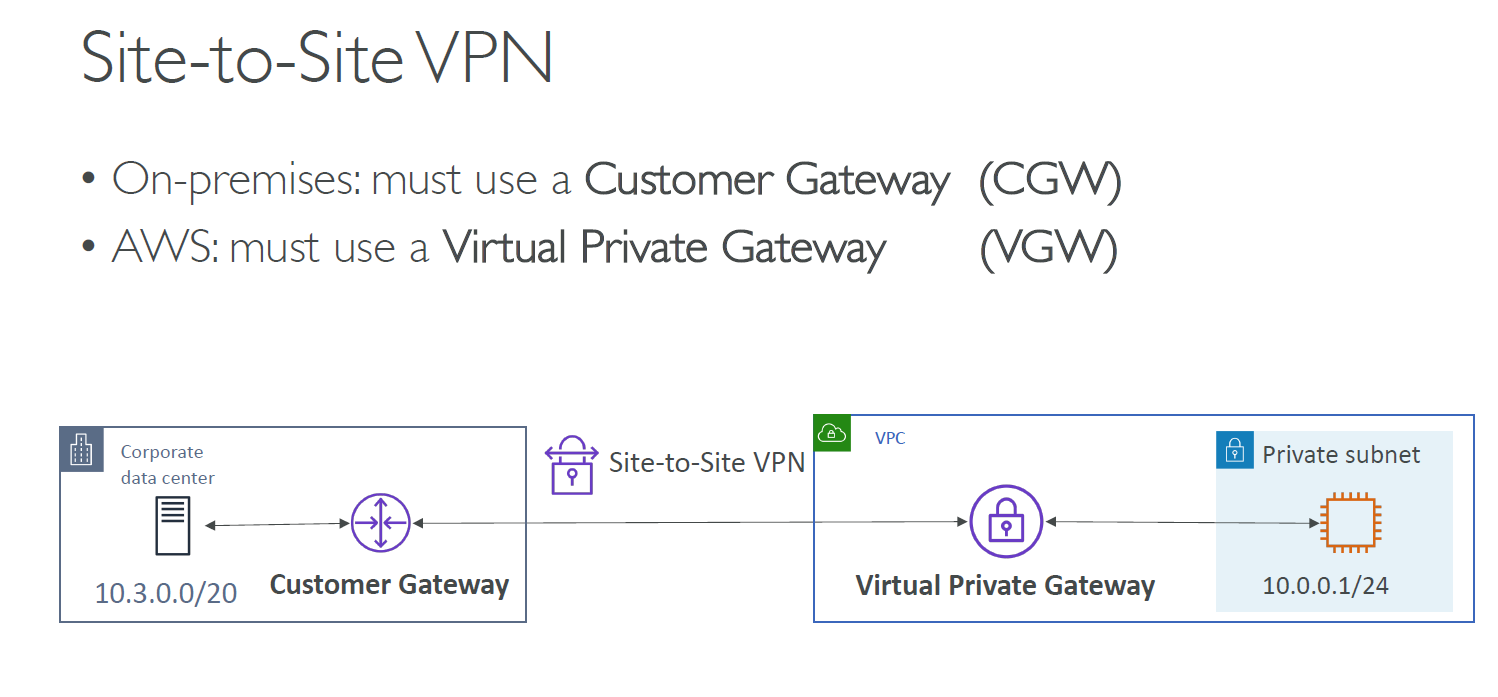 Site-to-Site VPN
• On-premises: must use a Customer Gateway (CGW)
• AWS: must use a Virtual Private Gateway (VGW)
Corporate
data center
10.3.0.0/20
Customer Gateway
Site-to-Site VPN
VPC
Virtual Private Gateway
Private subnet
10.0.0.1/24